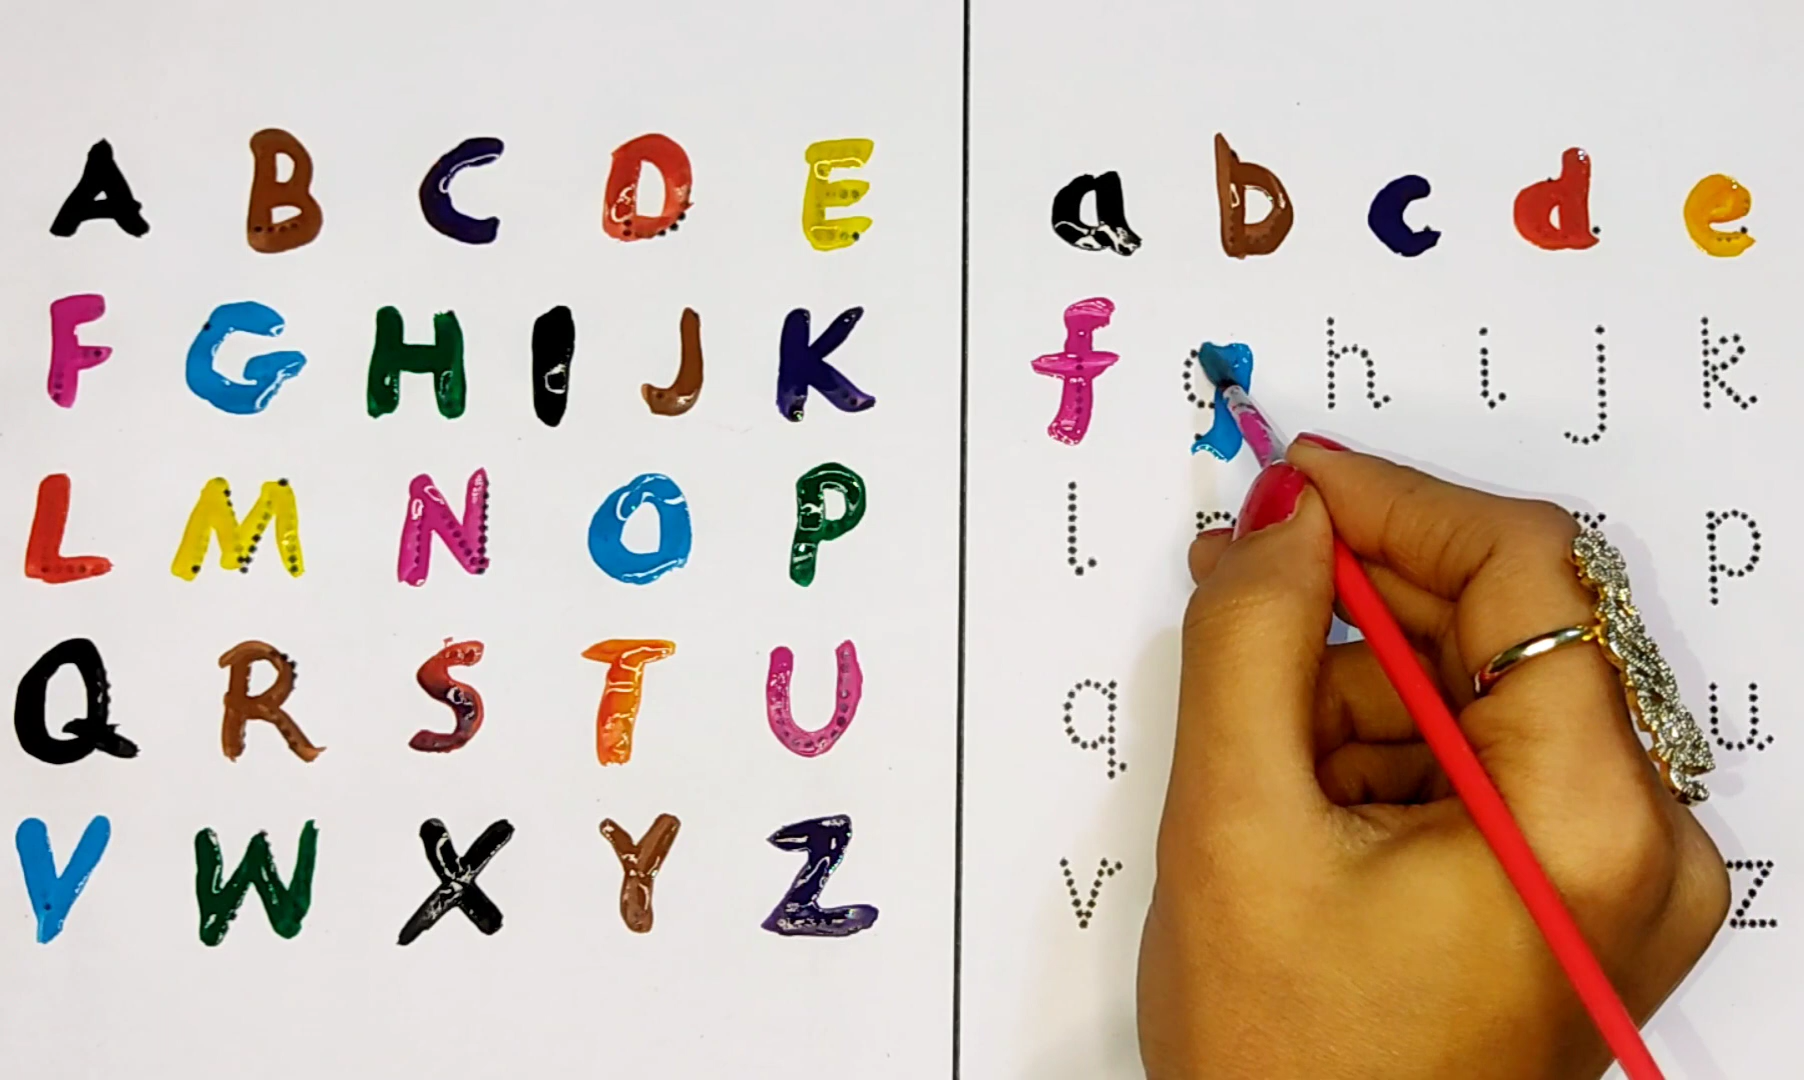 A B C D E
F G H I J K
L M N O P
Q R S T U
V W X Y Z
a b c d e
f g h i j k
l p
q u
v z